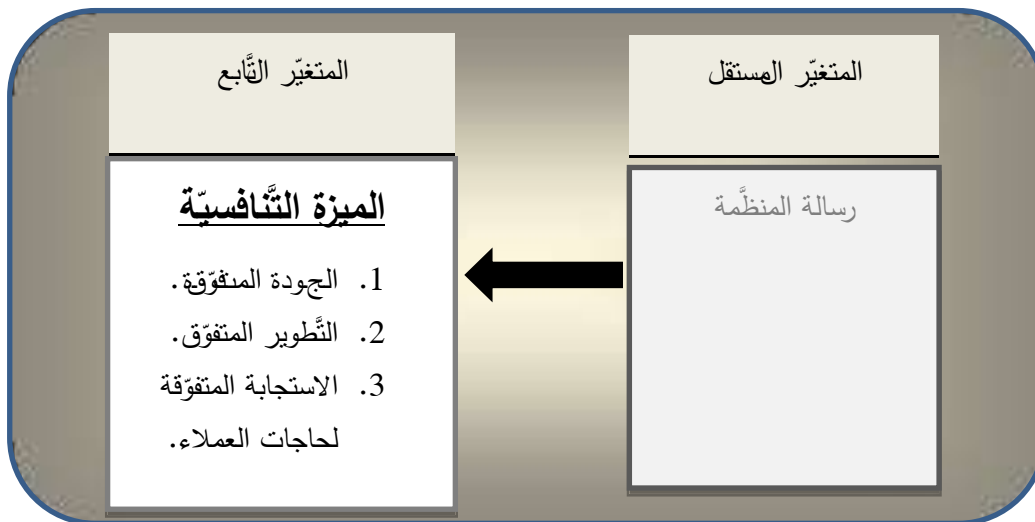 المتغيّر المستقل
رسالة المنظَّمة
المتغيّر التَّابع
الميزة التَّنافسيّة
1. الجودة المتفوّقة.
2. التَّطوير المتفوّق.
3. الاستجابة المتفوّقة
لحاجات العملاء.